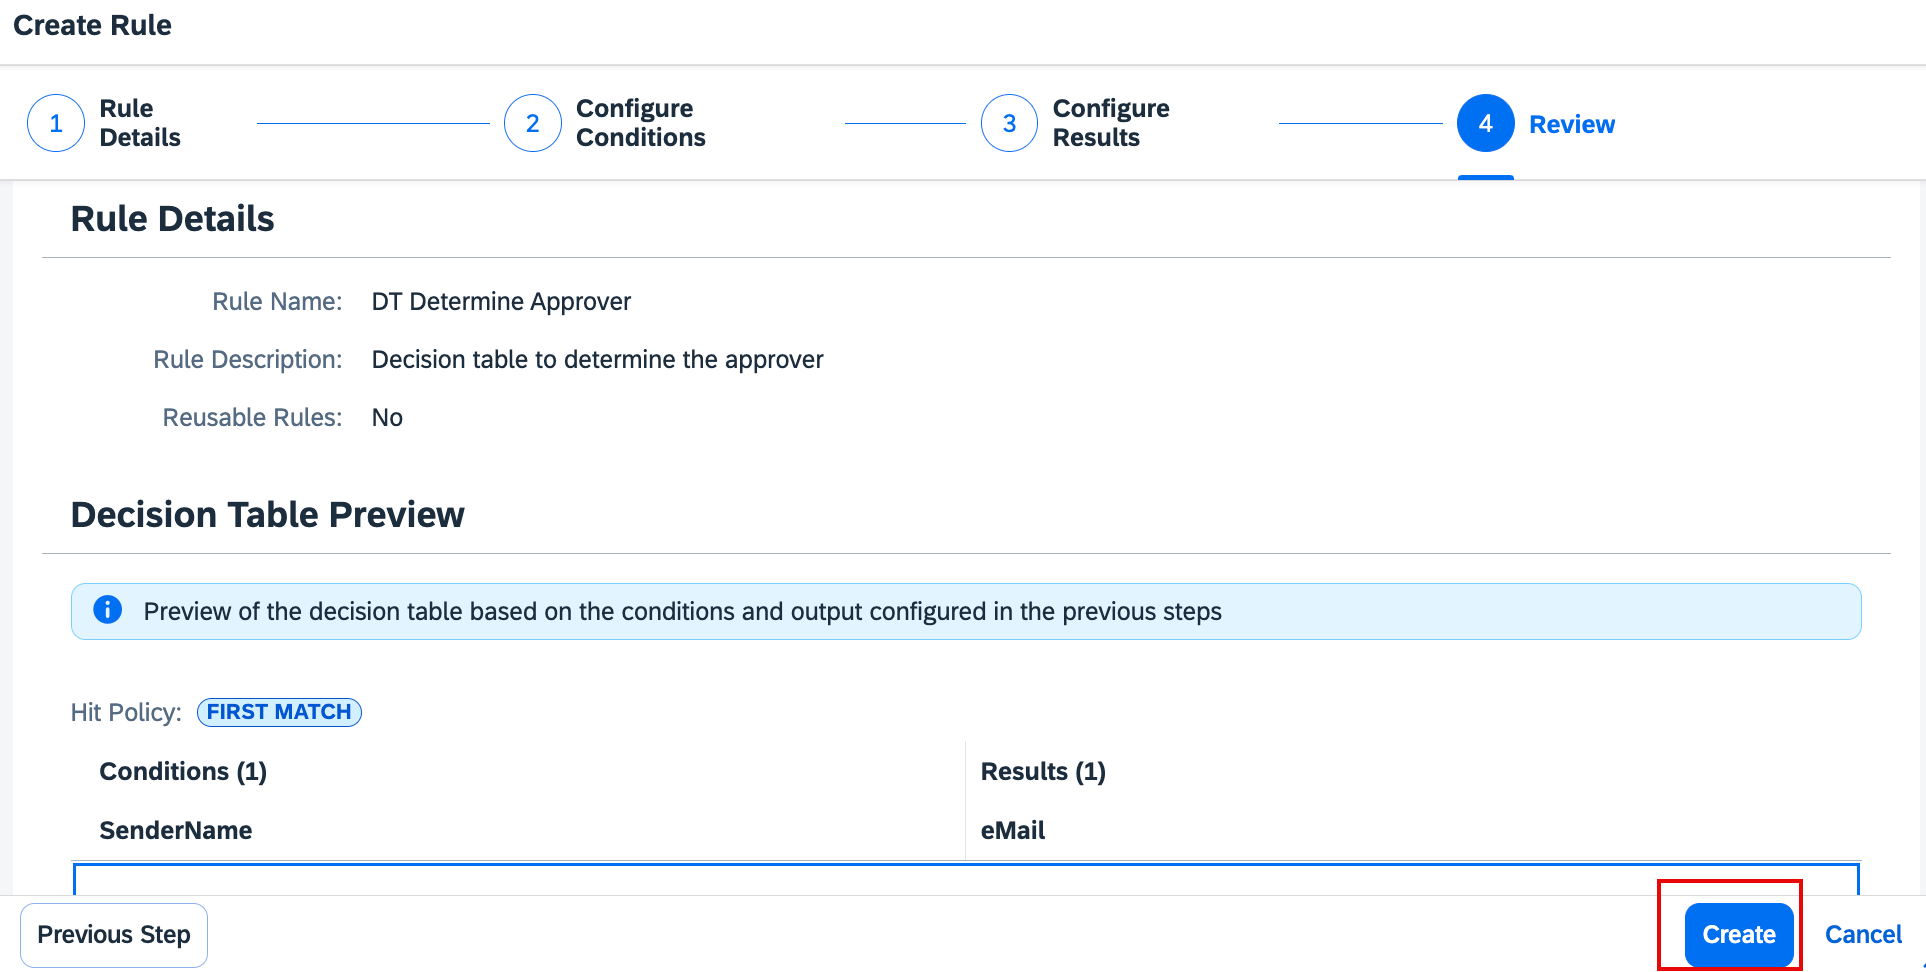 Create Rule
1 Rule Details
2 Configure Conditions
3 Configure Results
4 Review
Rule Details
Rule Name: DT Determine Approver
Rule Description: Decision table to determine the approver
Reusable Rules: No
Decision Table Preview
Preview of the decision table based on the conditions and output configured in the previous steps
Hit Policy: FIRST MATCH
Conditions (1) Results (1)
SenderName eMail
Previous Step Create Cancel